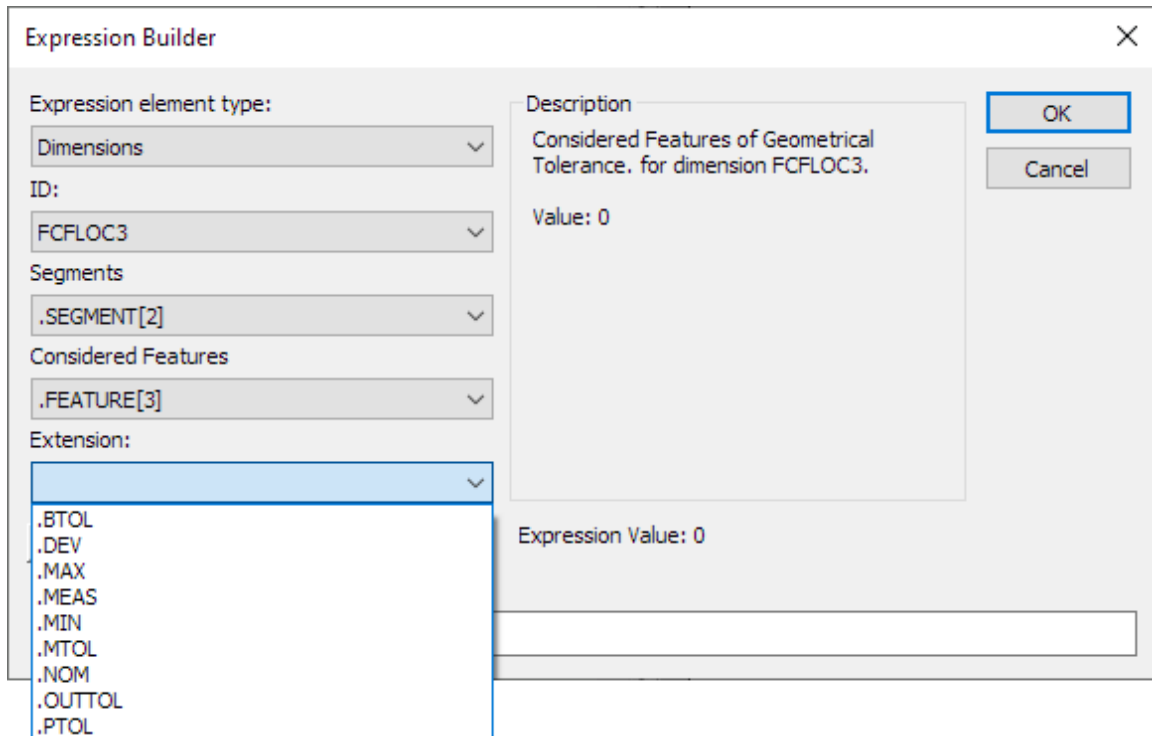 Expression Builder
Expression element type:
Dimensions
ID:
FCFLOC3
Segments
.SEGMENT[2]
Considered Features
.FEATURE[3]
Extension:
.BTOL
.DEV
.MAX
.MEAS
.MIN
.MTOL
.NOM
.OUTTOL
.PTOL
Description
Considered Features of Geometrical
Tolerance. for dimension FCFLOC3.
Value: 0
Expression Value: 0
OK
Cancel